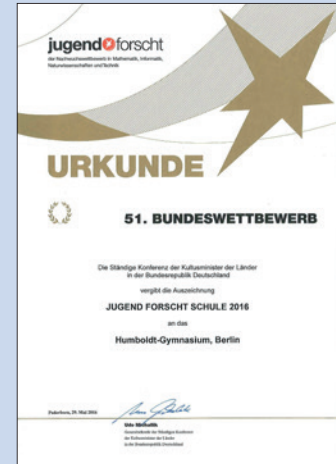 jugend forscht
der Nachwuchswettbewerb in Mathematik, Informatik,
Naturwissenschaften und Technik
URKUNDE
51. BUNDESWETTBEWERB
Die Ständige Konferenz der Kultusminister der Länder
in der Bundesrepublik Deutschland
vergibt die Auszeichnung
JUGEND FORSCHT SCHULE 2016
an das
Humboldt-Gymnasium, Berlin
Paderborn, 29. Mai 2016
Udo Michallik
Generalsekretär der Ständigen Konferenz
der Kultusminister der Länder
in der Bundesrepublik Deutschland